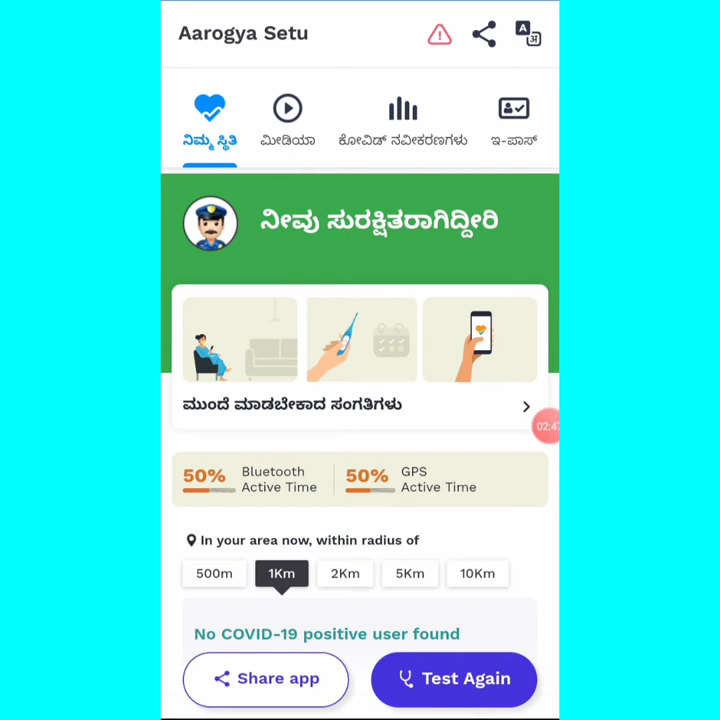 Aarogya Setu
ನಿಮ್ಮ ಸ್ಥಿತಿ
ಮೀಡಿಯಾ
ಕೋವಿಡ್ ನವೀಕರಣಗಳು
ಇ-ಪಾಸ್
ನೀವು ಸುರಕ್ಷಿತರಾಗಿದ್ದೀರಿ
ಮುಂದೆ ಮಾಡಬೇಕಾದ ಸಂಗತಿಗಳು
50% Bluetooth Active Time
50% GPS Active Time
In your area now, within radius of
500m 1Km 2Km 5Km 10Km
No COVID-19 positive user found
Share app
Test Again